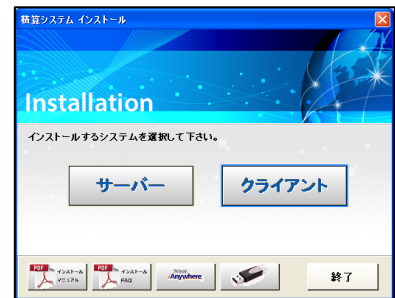 積算システム インストール
Installation
インストールするシステムを選択して下さい。
サーバー
クライアント
PDF インストール マニュアル
PDF インストール FAQ
Anywhere
終了